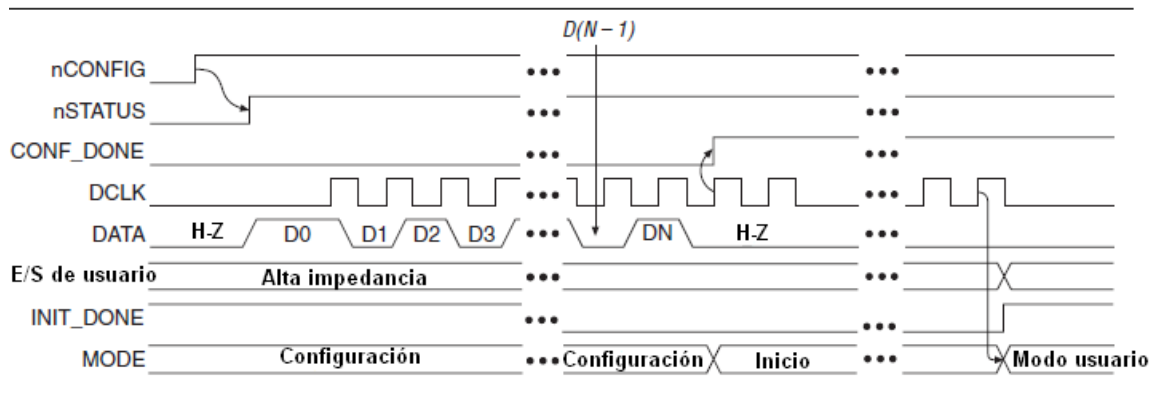 D(N – 1)
nCONFIG
nSTATUS
CONF_DONE
DCLK
DATA H-Z D0 D1 D2 D3 DN H-Z
E/S de usuario Alta impedancia
INIT_DONE
MODE Configuración Configuración Inicio Modo usuario